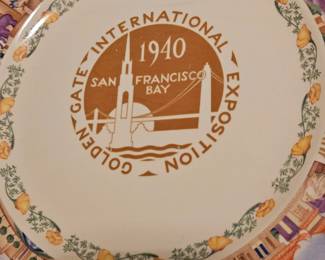 GOLDEN GATE INTERNATIONAL EXPOSITION
1940
SAN FRANCISCO
BAY